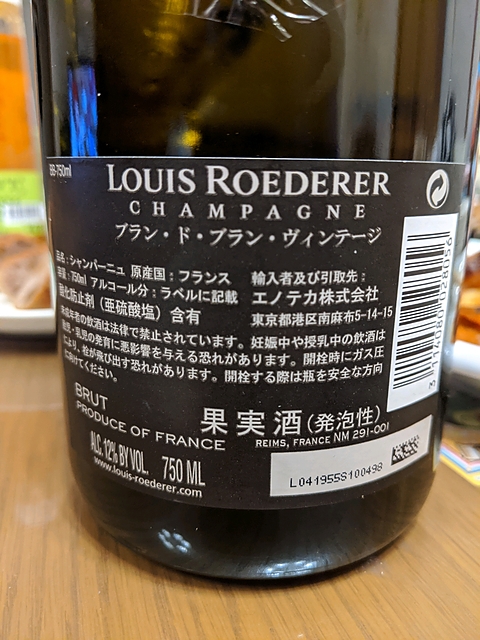 BB-750ml
LOUIS ROEDERER
CHAMPAGNE
ブラン・ド・ブラン・ヴィンテージ
品名：シャンパーニュ 原産国：フランス
容量：750ml アルコール分：ラベルに記載
酸化防止剤（亜硫酸塩）含有
輸入者及び引取先：
エノテカ株式会社
東京都港区南麻布5-14-15
未成年者の飲酒は法律で禁止されています。妊娠中や授乳中の飲酒は
胎児・乳児の発育に悪影響を与える恐れがあります。開栓時にガス圧
により、栓が飛び出す恐れがあります。開栓する際は瓶を安全な方向
に向けてください。
BRUT
PRODUCE OF FRANCE
果実酒(発泡性)
REIMS, FRANCE NM 291-001
ALC. 12% BY VOL. 750 ML
www.louis-roederer.com
L041955S100498